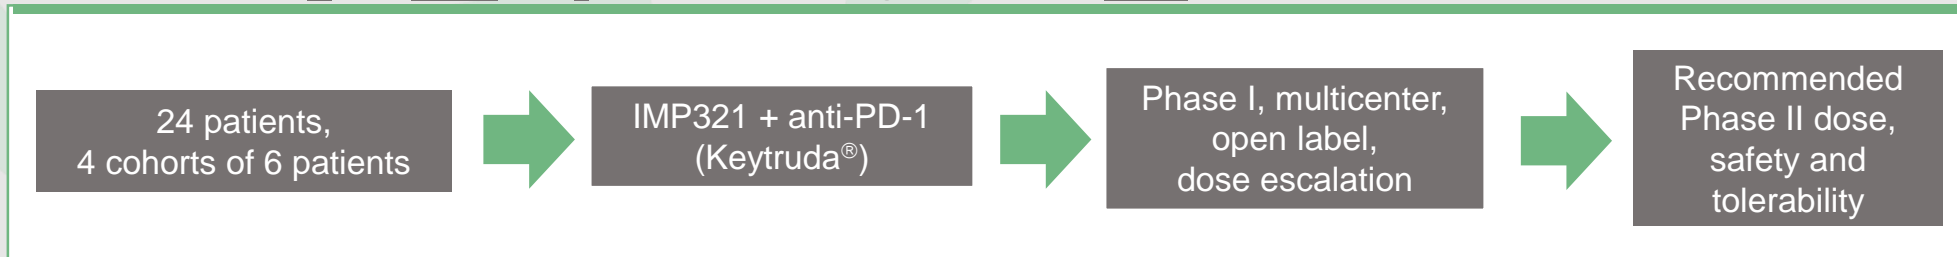 24 patients,
4 cohorts of 6 patients
IMP321 + anti-PD-1
(Keytruda®)
Phase I, multicenter,
open label,
dose escalation
Recommended
Phase II dose,
safety and
tolerability